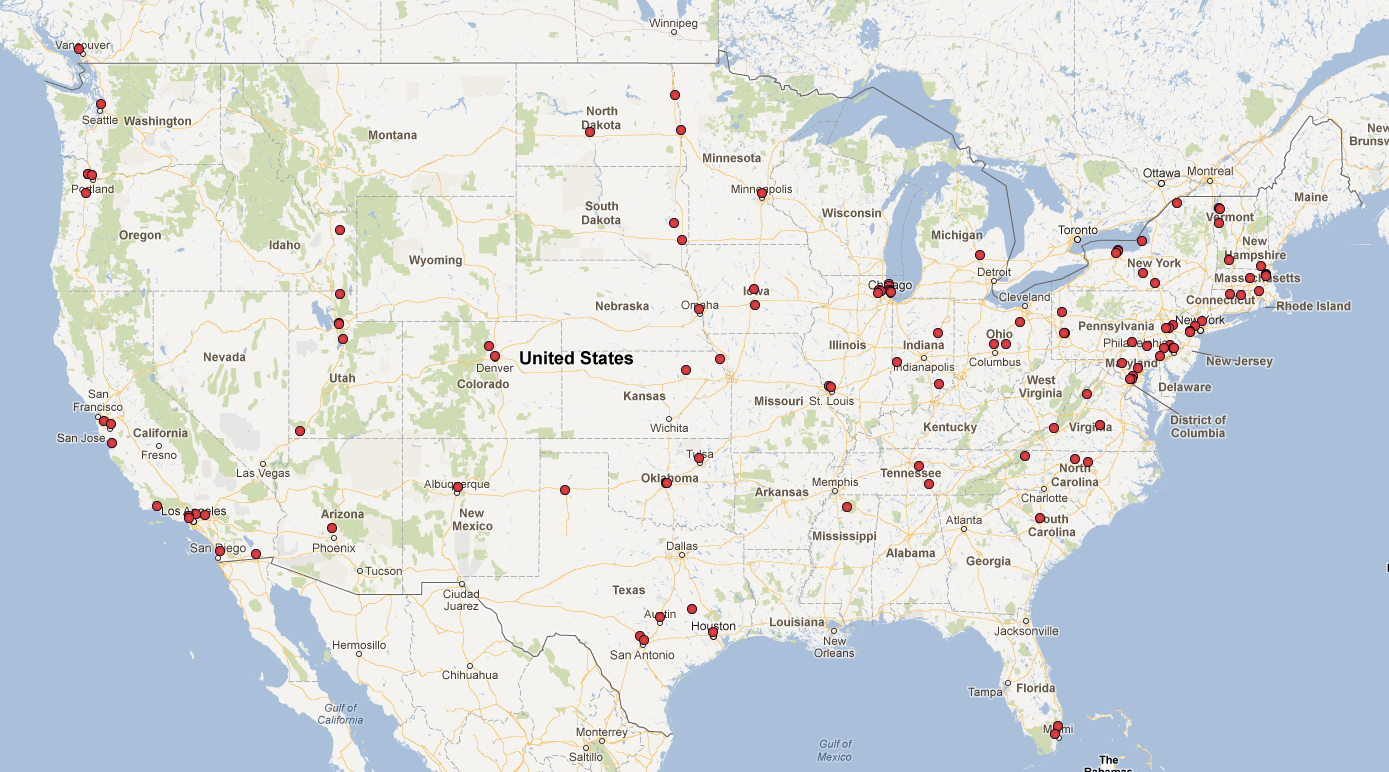 Winnipeg
Vancouver
Seattle
Washington
Montana
North
Dakota
Minnesota
Ottawa
Montreal
New
Brunsw
Maine
Portland
Minneapolis
South
Dakota
Wisconsin
Vermont
Oregon
Idaho
Wyoming
Michigan
Toronto
New
Hampshire
Detroit
New York
Massachusetts
Iowa
Chicago
Nebraska
Omaha
Cleveland
Connecticut
Rhode Island
New York
Pennsylvania
Nevada
United States
Illinois
Indiana
Ohio
Philadelphia
Utah
Denver
Colorado
Indianapolis
Columbus
Maryland
New Jersey
San
Francisco
Kansas
Missouri
St. Louis
West
Virginia
Delaware
San Jose
California
Fresno
Wichita
Kentucky
Virginia
District of
Columbia
Las Vegas
Albuquerque
Tulsa
Oklahoma
Arkansas
Memphis
Tennessee
North
Carolina
Charlotte
Los Angeles
Arizona
Phoenix
New
Mexico
Mississippi
Atlanta
South
Carolina
San Diego
Dallas
Alabama
Georgia
Tucson
Ciudad
Juarez
Texas
Austin
Houston
Louisiana
New
Orleans
Jacksonville
Hermosillo
San Antonio
Chihuahua
Tampa
Florida
Gulf of
California
Miami
Monterrey
Saltillo
Gulf of
Mexico
The
Bahamas